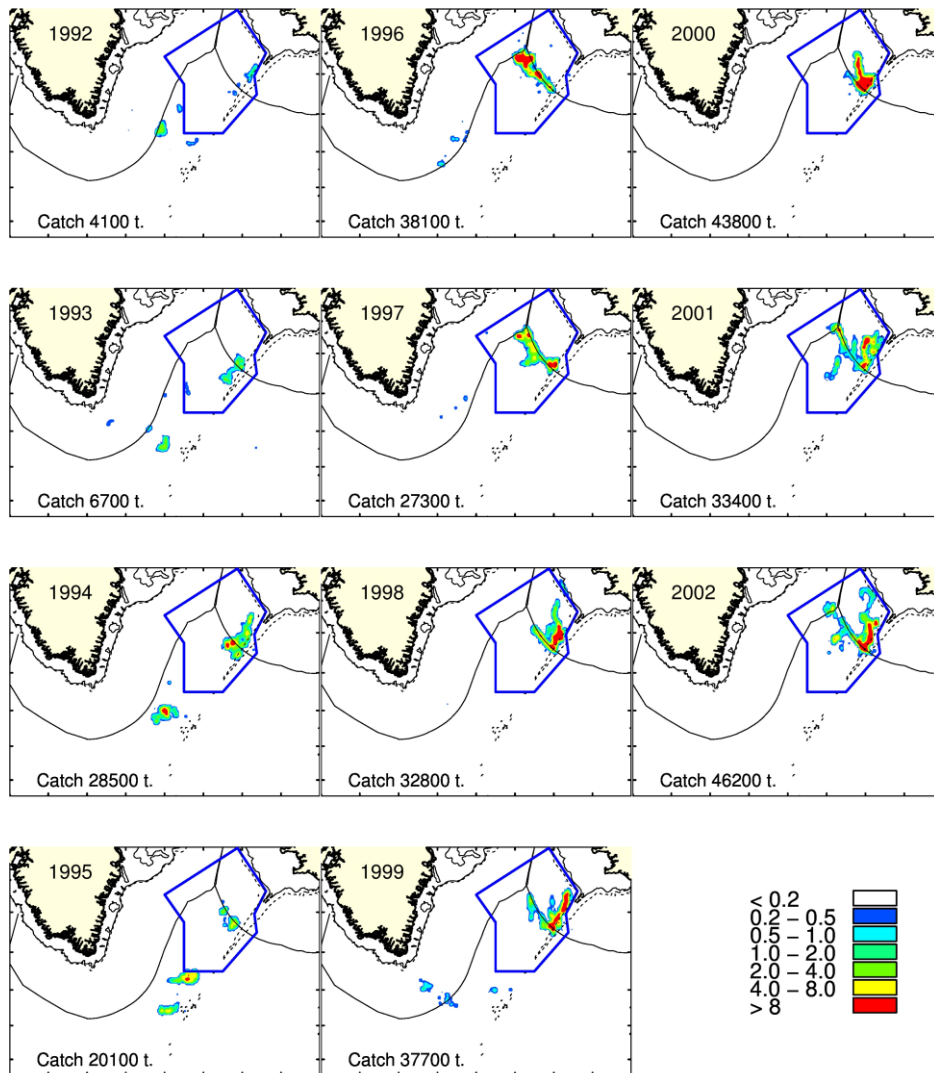 1992
Catch 4100 t.
1996
Catch 38100 t.
2000
Catch 43800 t.
1993
Catch 6700 t.
1997
Catch 27300 t.
2001
Catch 33400 t.
1994
Catch 28500 t.
1998
Catch 32800 t.
2002
Catch 46200 t.
1995
Catch 20100 t.
1999
Catch 37700 t.
< 0.2
0.2 – 0.5
0.5 – 1.0
1.0 – 2.0
2.0 – 4.0
4.0 – 8.0
> 8